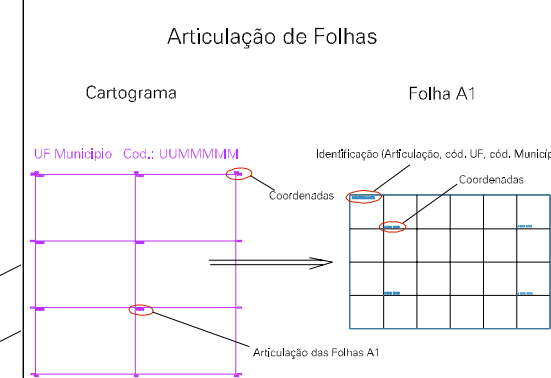 Articulação de Folhas
Cartograma
Folha A1
UF Municipio Cod.: UUMMMMM
Identificação (Articulação, cód. UF, cód. Municíp
Coordenadas
Coordenadas
Articulação das Folhas A1